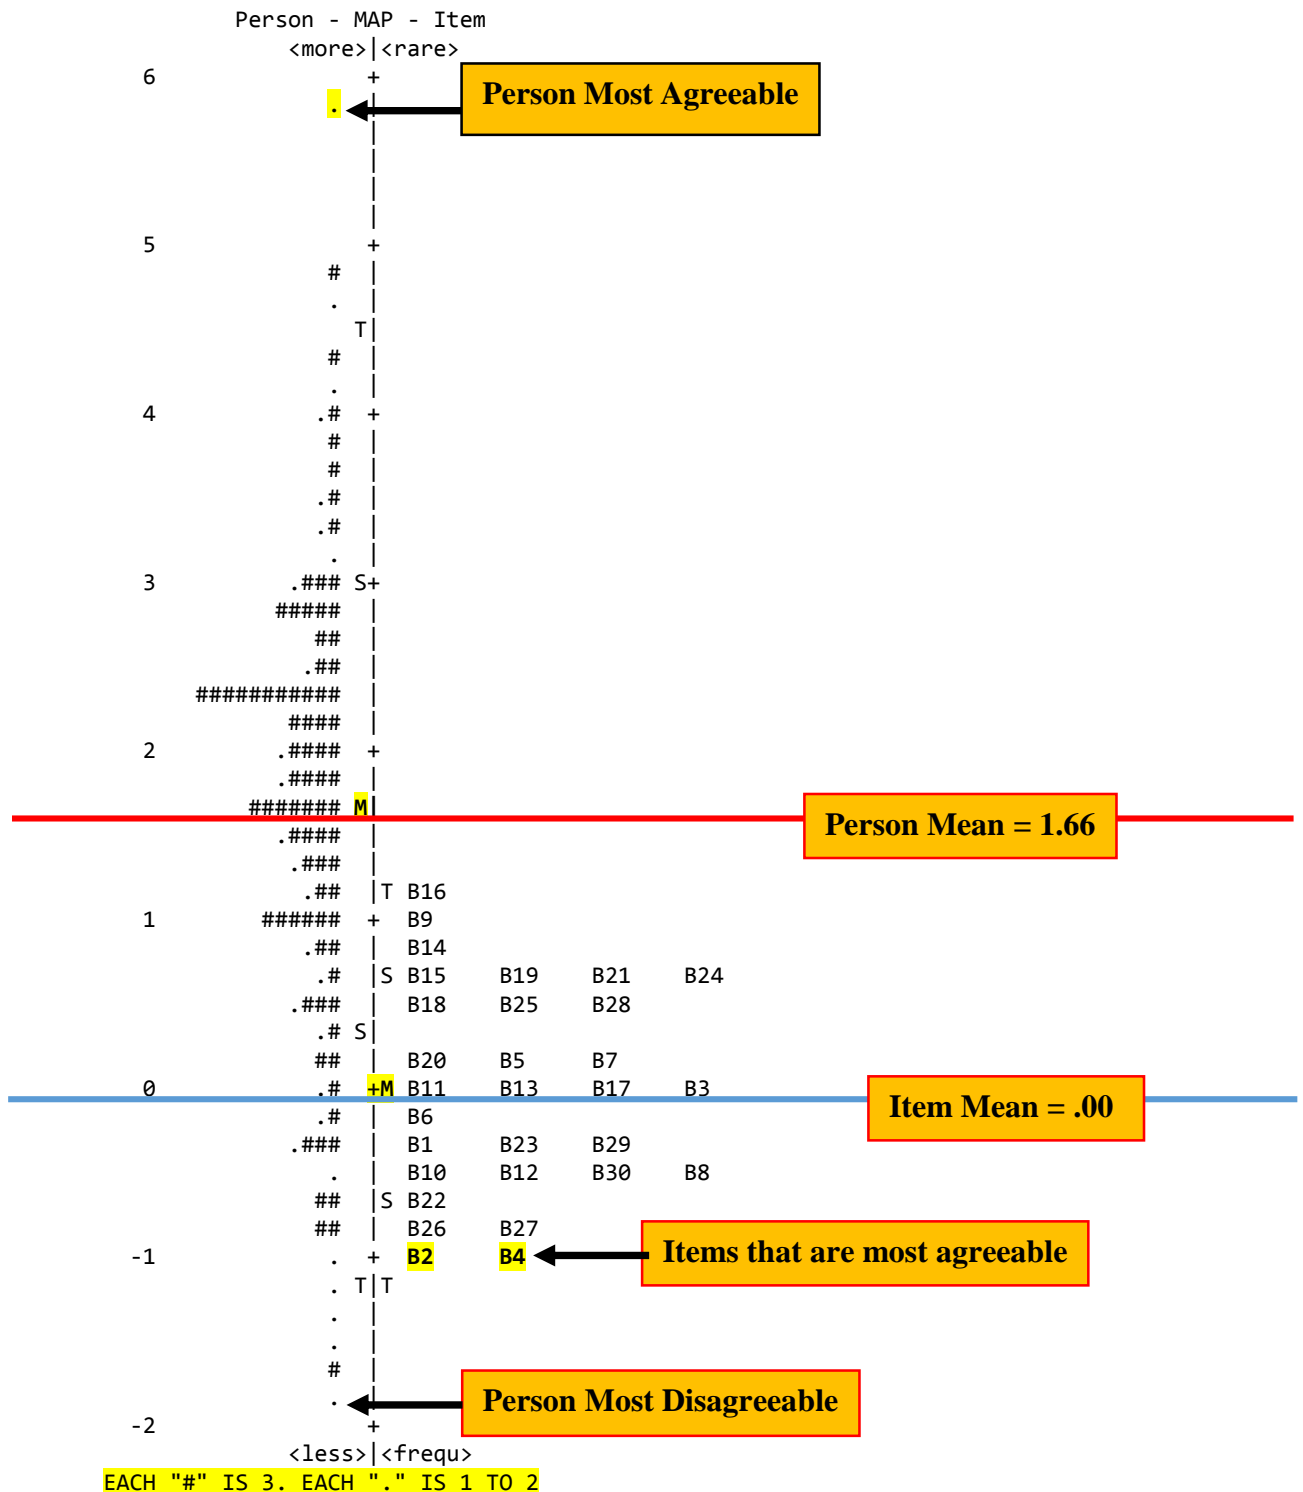 Person - MAP - Item
<more>|<rare>
6 +
. | Person Most Agreeable
|
|
|
|
5 +
# |
. |
T|
# |
. |
4 .# +
# |
# |
.# |
.# |
. |
3 .### S+
##### |
## |
.## |
########### |
#### |
2 .#### +
.#### |
####### M|
Person Mean = 1.66
.#### |
.### |
.## |T B16
1 ###### + B9
.## | B14
.# |S B15 B19 B21 B24
.### | B18 B25 B28
.# S|
## | B20 B5 B7
0 .# +M B11 B13 B17 B3
Item Mean = .00
.# | B6
.### | B1 B23 B29
. | B10 B12 B30 B8
## |S B22
## | B26 B27
-1 . + B2 B4 Items that are most agreeable
. T|T
. |
. |
# |
. | Person Most Disagreeable
-2 +
<less>|<frequ>
EACH "#" IS 3. EACH "." IS 1 TO 2